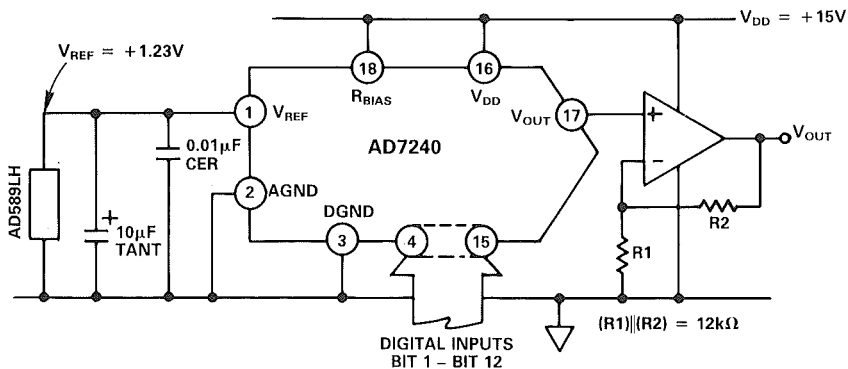 V_DD = +15V
V_REF = +1.23V
18
16
R_BIAS
V_DD
1
V_REF
V_OUT
17
+
V_OUT
0.01μF
CER
AD7240
−
AD589LH
2
AGND
R2
+
10μF
TANT
DGND
3
4
15
R1
(R1)||(R2) = 12kΩ
DIGITAL INPUTS
BIT 1 – BIT 12